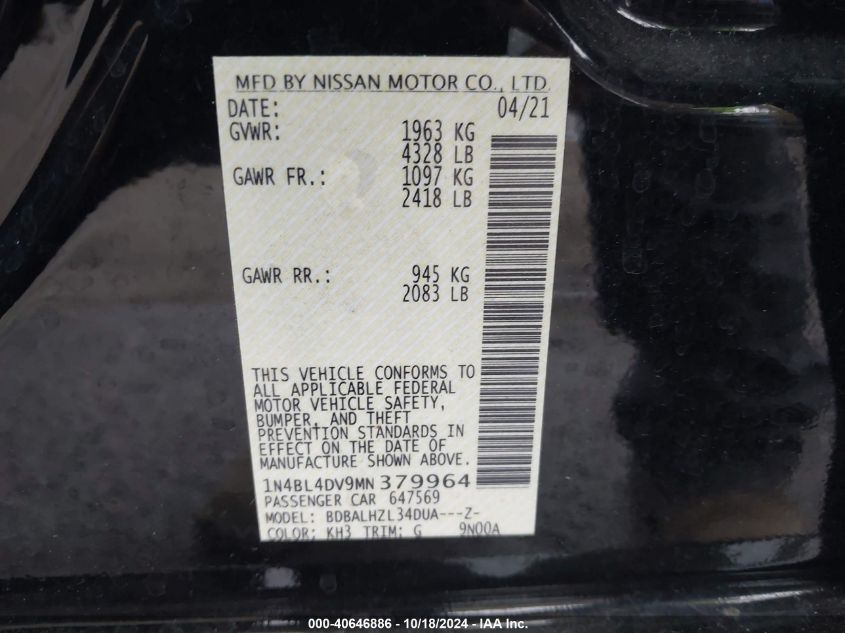 MFD BY NISSAN MOTOR CO., LTD.
DATE: 04/21
GVWR: 1963 KG
4328 LB
GAWR FR.: 1097 KG
2418 LB
GAWR RR.: 945 KG
2083 LB
THIS VEHICLE CONFORMS TO
ALL APPLICABLE FEDERAL
MOTOR VEHICLE SAFETY,
BUMPER, AND THEFT
PREVENTION STANDARDS IN
EFFECT ON THE DATE OF
MANUFACTURE SHOWN ABOVE.
1N4BL4DV9MN 379964
PASSENGER CAR 647569
MODEL: BDBALHZL34DUA---Z-
COLOR: KH3 TRIM: G 9N00A
000-40646886 - 10/18/2024 - IAA Inc.